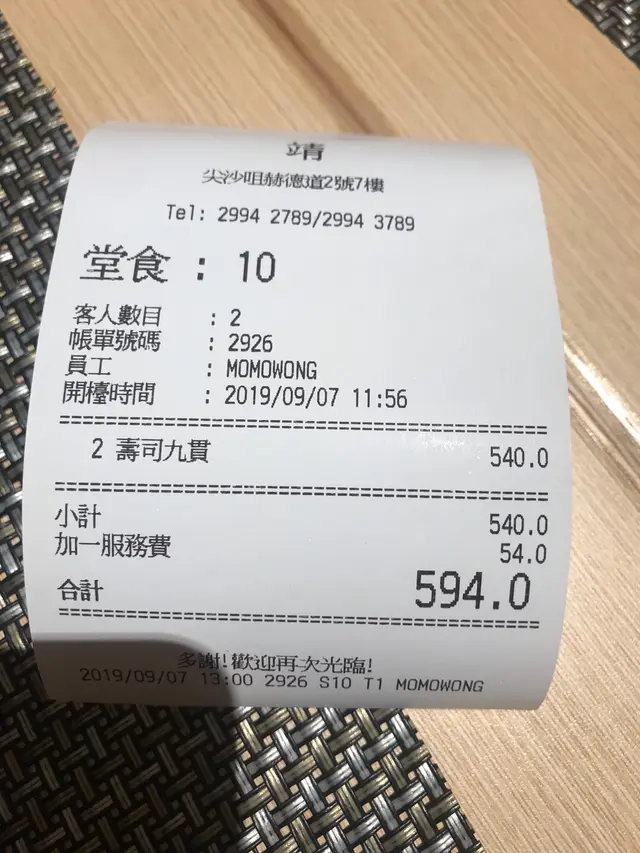 靖
尖沙咀赫德道2號7樓
Tel: 2994 2789/2994 3789
堂食 : 10
客人數目 : 2
帳單號碼 : 2926
員工 : MOMOWONG
開檯時間 : 2019/09/07 11:56
2 壽司九貫 540.0
小計 540.0
加一服務費 54.0
合計 594.0
多謝!歡迎再次光臨!
2019/09/07 13:00 2926 S10 T1 MOMOWONG